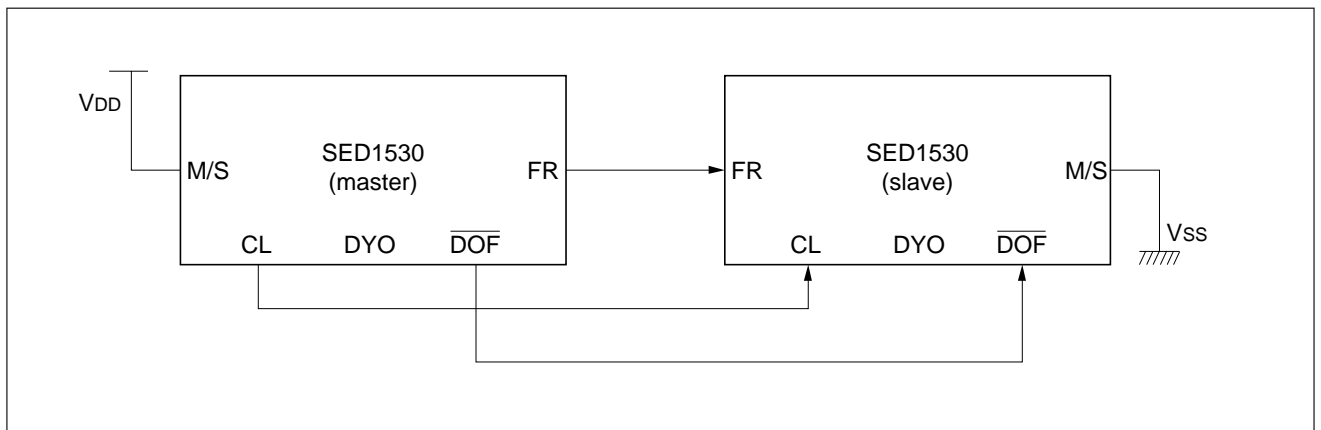 VDD
M/S
SED1530
(master)
FR
CL
DYO
DOF
FR
SED1530
(slave)
M/S
CL
DYO
DOF
VSS